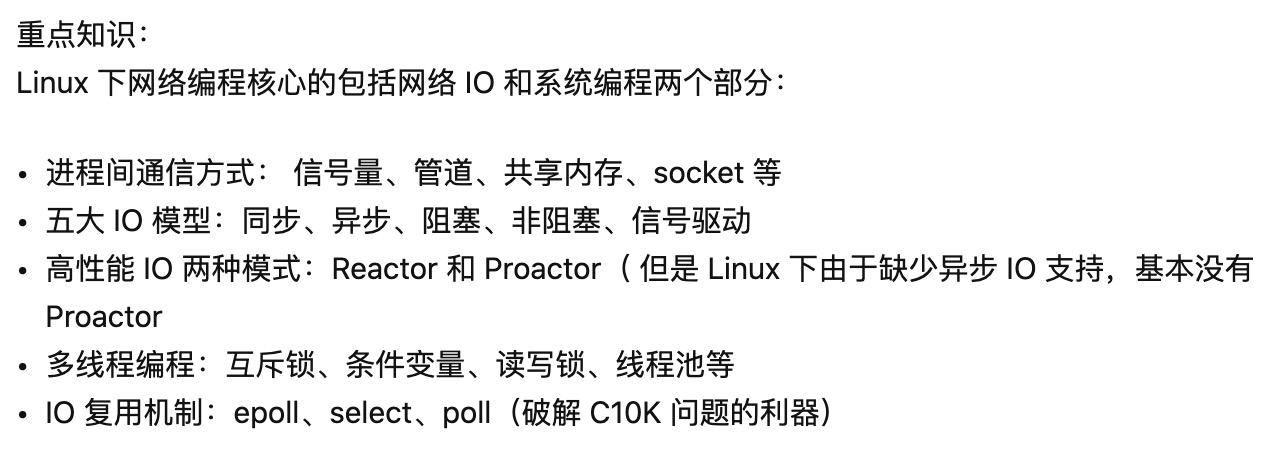 重点知识：
Linux 下网络编程核心的包括网络 IO 和系统编程两个部分：
• 进程间通信方式： 信号量、管道、共享内存、socket 等
• 五大 IO 模型：同步、异步、阻塞、非阻塞、信号驱动
• 高性能 IO 两种模式：Reactor 和 Proactor（ 但是 Linux 下由于缺少异步 IO 支持，基本没有
Proactor
• 多线程编程：互斥锁、条件变量、读写锁、线程池等
• IO 复用机制：epoll、select、poll（破解 C10K 问题的利器）